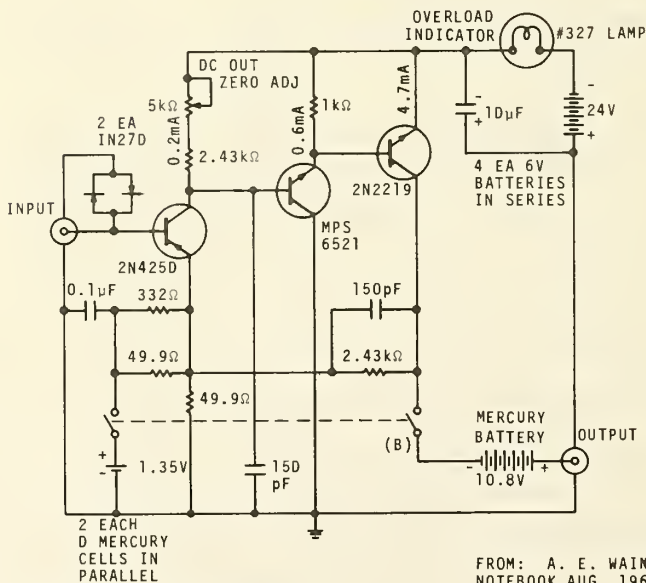 OVERLOAD
INDICATOR
#327 LAMP
DC OUT
ZERO ADJ
5kΩ
0.2mA
2.43kΩ
1kΩ
0.6mA
4.7mA
-
1DμF
+
-
24V
+
2 EA
IN27D
4 EA 6V
BATTERIES
IN SERIES
INPUT
2N2219
MPS
6521
2N425D
0.1μF
332Ω
150pF
49.9Ω
2.43kΩ
49.9Ω
MERCURY
BATTERY
OUTPUT
(B)
+
-
1.35V
15D
pF
- +
10.8V
2 EACH
D MERCURY
CELLS IN
PARALLEL
FROM: A. E. WAIN
NOTEBOOK AUG 196